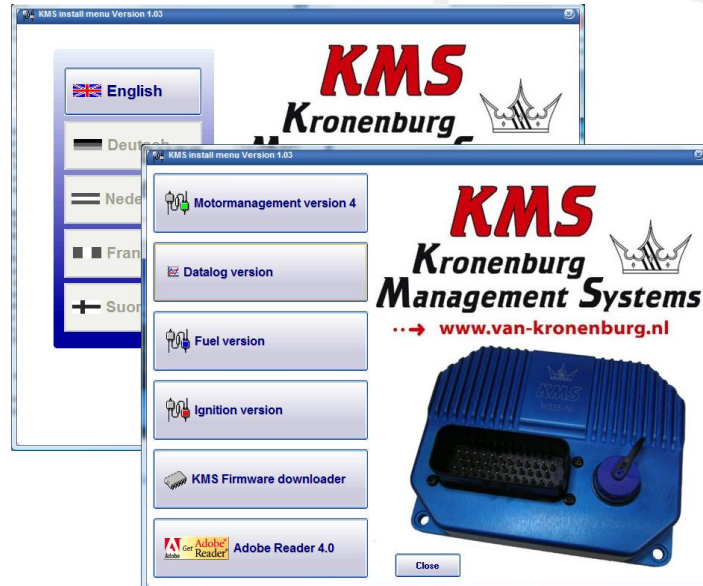 KMS install menu Version 1.03
English
KMS
Kronenburg
KMS install menu Version 1.03
Motormanagement version 4
Datalog version
Fuel version
Ignition version
KMS Firmware downloader
Adobe
Get Adobe Reader
Adobe Reader 4.0
KMS
Kronenburg
Management Systems
www.van-kronenburg.nl
KMS
Close